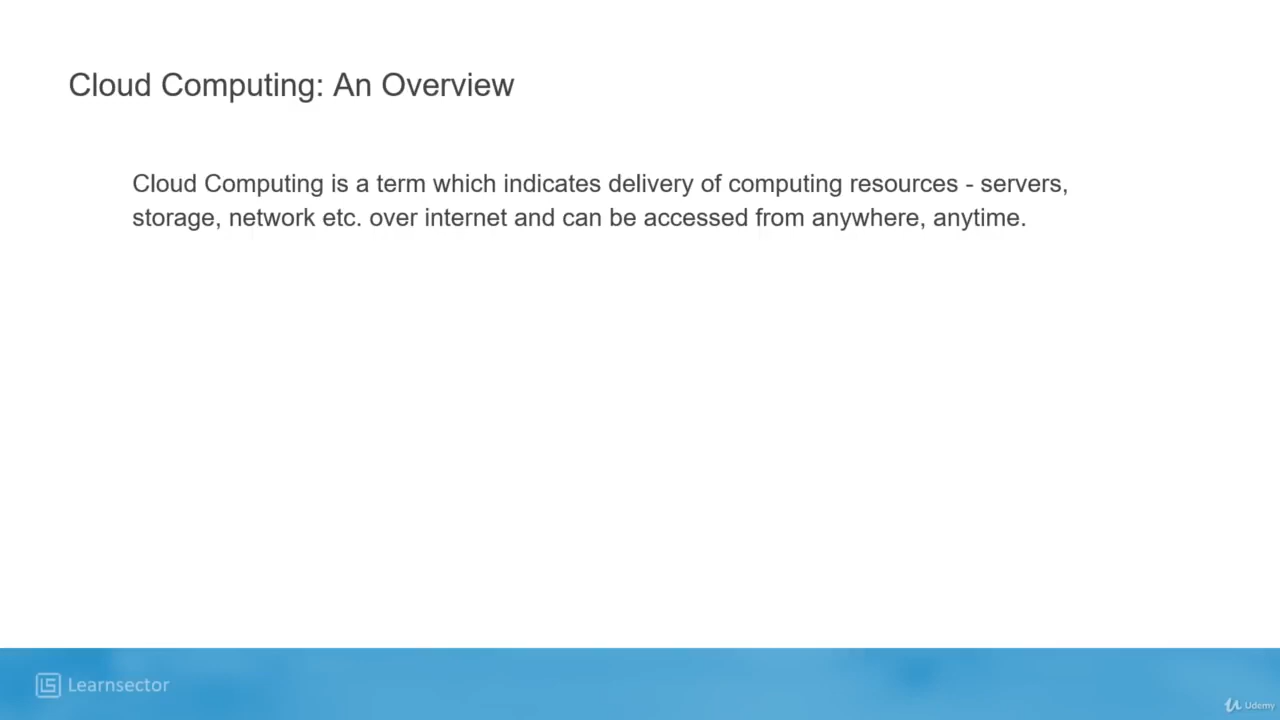 Cloud Computing: An Overview
Cloud Computing is a term which indicates delivery of computing resources - servers,
storage, network etc. over internet and can be accessed from anywhere, anytime.
LS Learnsector
Udemy